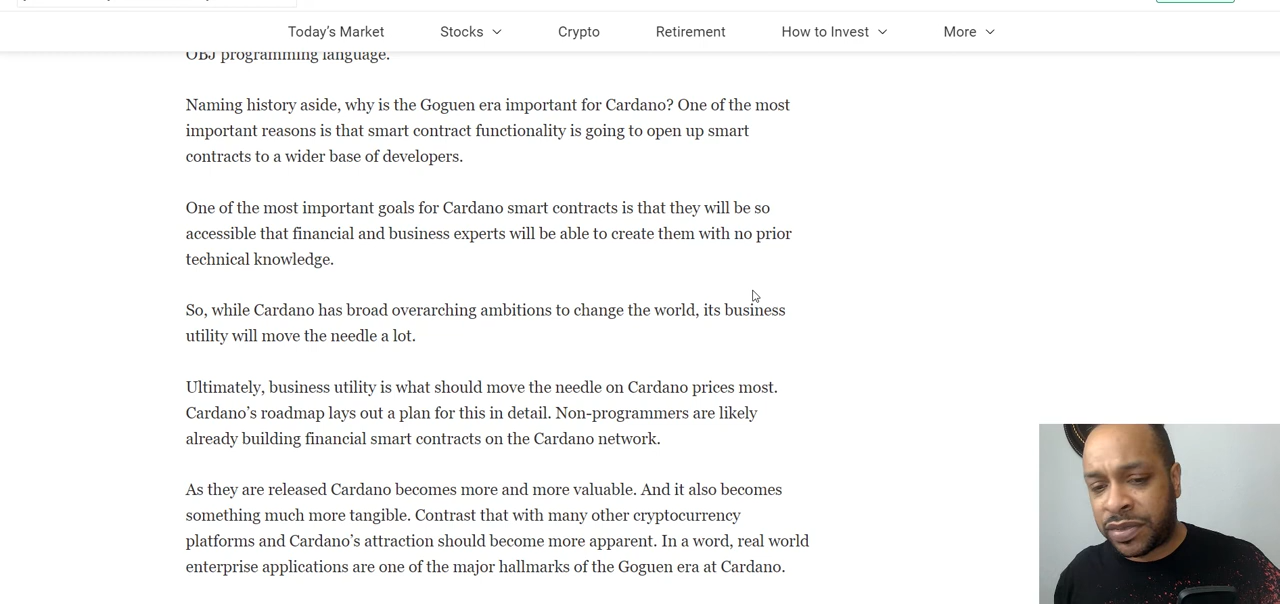 Today's Market Stocks Crypto Retirement How to Invest More
OBJ programming language.
Naming history aside, why is the Goguen era important for Cardano? One of the most
important reasons is that smart contract functionality is going to open up smart
contracts to a wider base of developers.
One of the most important goals for Cardano smart contracts is that they will be so
accessible that financial and business experts will be able to create them with no prior
technical knowledge.
So, while Cardano has broad overarching ambitions to change the world, its business
utility will move the needle a lot.
Ultimately, business utility is what should move the needle on Cardano prices most.
Cardano's roadmap lays out a plan for this in detail. Non-programmers are likely
already building financial smart contracts on the Cardano network.
As they are released Cardano becomes more and more valuable. And it also becomes
something much more tangible. Contrast that with many other cryptocurrency
platforms and Cardano's attraction should become more apparent. In a word, real world
enterprise applications are one of the major hallmarks of the Goguen era at Cardano.